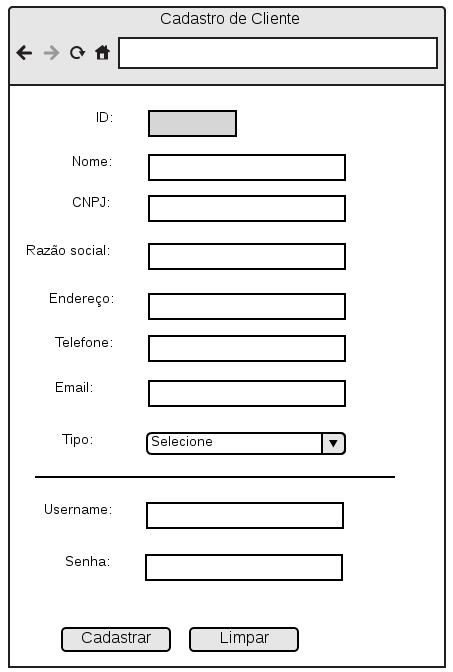 Cadastro de Cliente
ID:
Nome:
CNPJ:
Razão social:
Endereço:
Telefone:
Email:
Tipo: Selecione
Username:
Senha:
Cadastrar Limpar